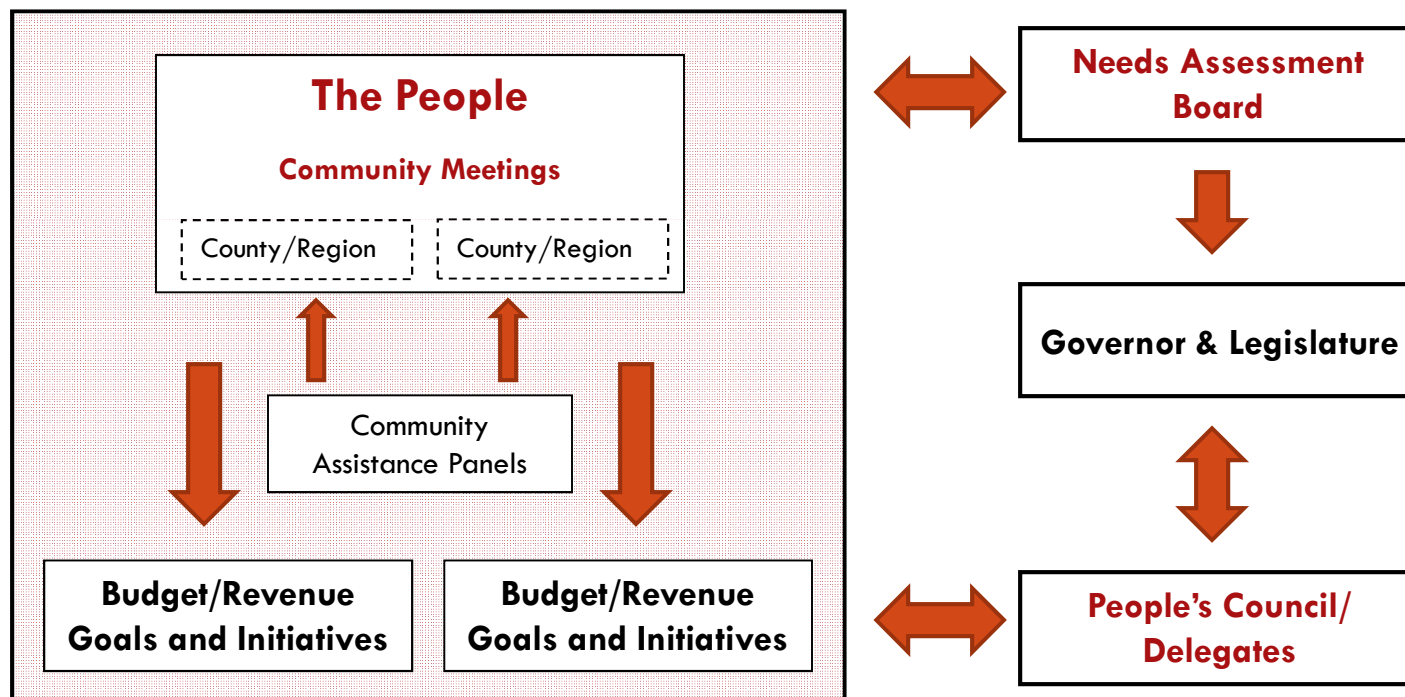 The People
Community Meetings
County/Region
County/Region
Community
Assistance Panels
Budget/Revenue
Goals and Initiatives
Budget/Revenue
Goals and Initiatives
Needs Assessment
Board
Governor & Legislature
People's Council/
Delegates